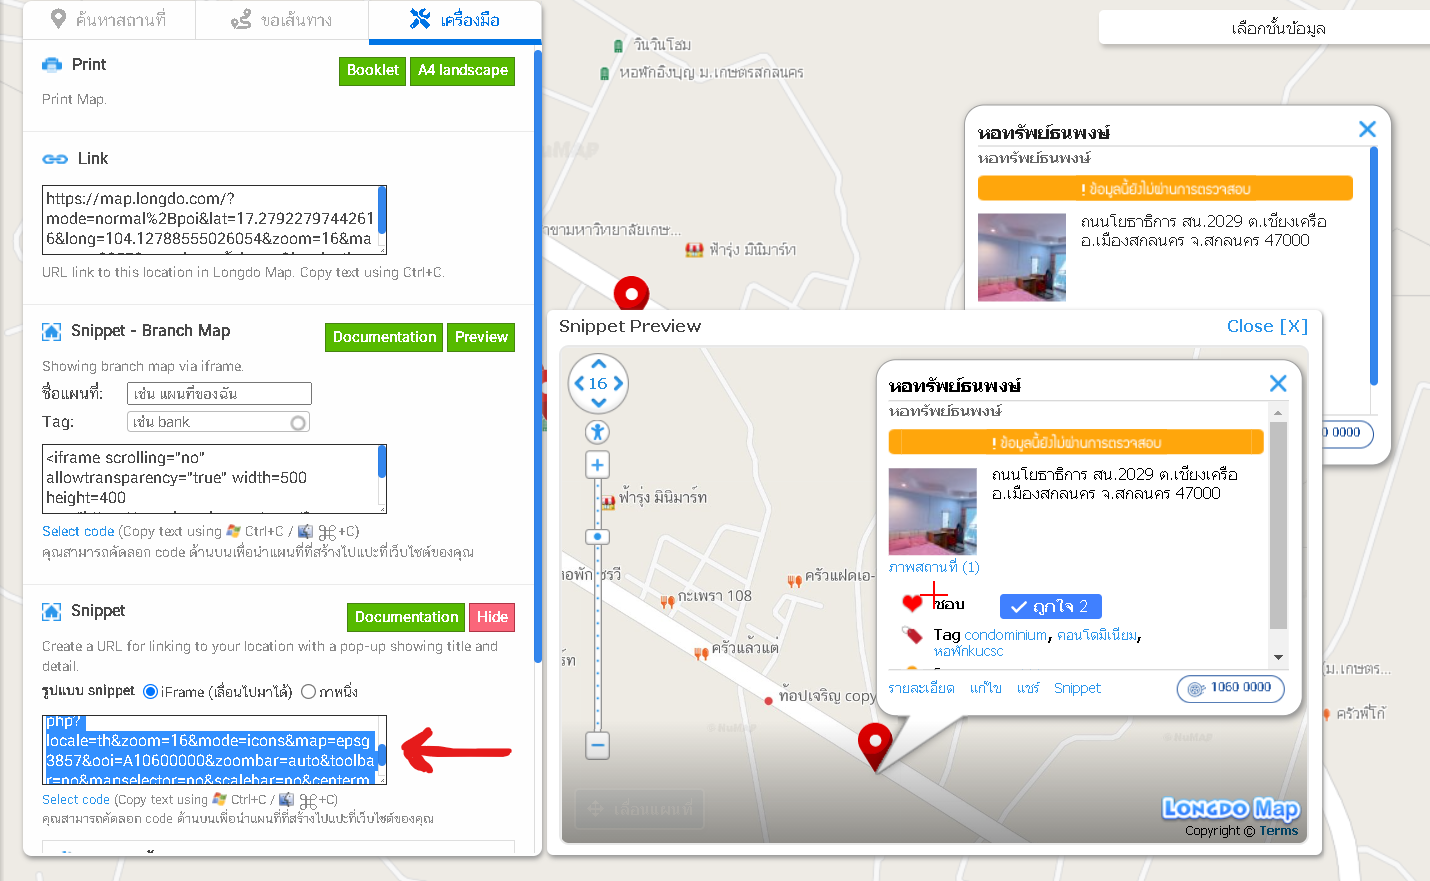 ค้นหาสถานที่
ขอเส้นทาง
เครื่องมือ
Print
Booklet
A4 landscape
Print Map.
Link
https://map.longdo.com/?
mode=normal%2Bpoi&lat=17.2792279744261
6&long=104.12788555026054&zoom=16&ma
URL link to this location in Longdo Map. Copy text using Ctrl+C.
Snippet - Branch Map
Documentation
Preview
Showing branch map via iframe.
ชื่อแผนที่:
เช่น แผนที่ของฉัน
Tag:
เช่น bank
<iframe scrolling="no"
allowtransparency="true" width=500
height=400
Select code (Copy text using Ctrl+C / ⌘+C)
คุณสามารถคัดลอก code ด้านบนเพื่อนำแผนที่ที่สร้างไปแปะที่เว็บไซต์ของคุณ
Snippet
Documentation
Hide
Create a URL for linking to your location with a pop-up showing title and
detail.
รูปแบบ snippet iFrame (เลื่อนไปมาได้) ภาพนิ่ง
php?
locale=th&zoom=16&mode=icons&map=epsg
3857&ooi=A10600000&zoombar=auto&toolba
r=no&mapselector=no&scalebar=no&centerm
Select code (Copy text using Ctrl+C / ⌘+C)
คุณสามารถคัดลอก code ด้านบนเพื่อนำแผนที่ที่สร้างไปแปะที่เว็บไซต์ของคุณ
เลือกชั้นข้อมูล
วินวินโฮม
หอพักอิงบุญ ม.เกษตรสกลนคร
NuMAP
ฟ้ารุ่ง มินิมาร์ท
หอทรัพย์ธนพงษ์
หอทรัพย์ธนพงษ์
! ข้อมูลนี้ยังไม่ผ่านการตรวจสอบ
ถนนโยธาธิการ สน.2029 ต.เชียงเครือ
อ.เมืองสกลนคร จ.สกลนคร 47000
0 0000
Snippet Preview
Close [X]
16
ฟ้ารุ่ง มินิมาร์ท
กะเพรา 108
ครัวแฝดเอ-
ครัวแล้วแต่
ท้อปเจริญ copy
© NuMAP
เลื่อนแผนที่
หอทรัพย์ธนพงษ์
หอทรัพย์ธนพงษ์
! ข้อมูลนี้ยังไม่ผ่านการตรวจสอบ
ถนนโยธาธิการ สน.2029 ต.เชียงเครือ
อ.เมืองสกลนคร จ.สกลนคร 47000
ภาพสถานที่ (1)
ชอบ
ถูกใจ 2
Tag condominium, คอนโดมิเนียม,
หอพักkucsc
รายละเอียด แก้ไข แชร์ Snippet
1060 0000
LONGDO Map
Copyright © Terms
ม.เกษตร...
ครัวพี่โก้